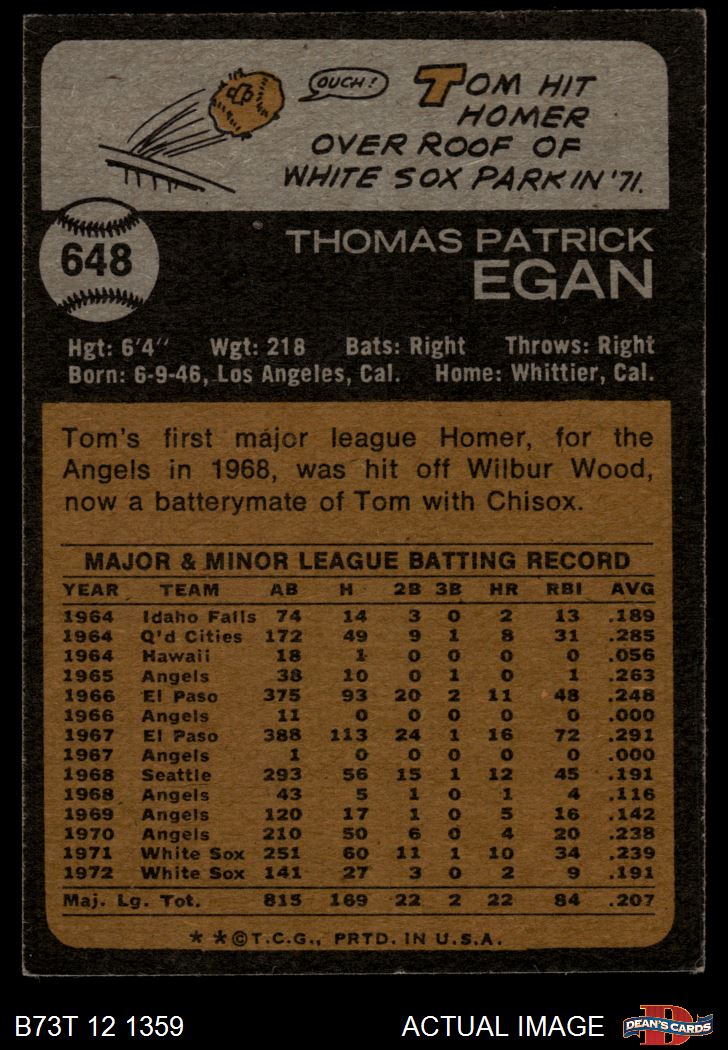 OUCH!
TOM HIT
HOMER
OVER ROOF OF
WHITE SOX PARK IN '71.
648
THOMAS PATRICK
EGAN
Hgt: 6'4" Wgt: 218 Bats: Right Throws: Right
Born: 6-9-46, Los Angeles, Cal. Home: Whittier, Cal.
Tom's first major league Homer, for the
Angels in 1968, was hit off Wilbur Wood,
now a batterymate of Tom with Chisox.
MAJOR & MINOR LEAGUE BATTING RECORD
YEAR TEAM AB H 2B 3B HR RBI AVG
1964 Idaho Falls 74 14 3 0 2 13 .189
1964 Q'd Cities 172 49 9 1 8 31 .285
1964 Hawaii 18 1 0 0 0 0 .056
1965 Angels 38 10 0 1 0 1 .263
1966 El Paso 375 93 20 2 11 48 .248
1966 Angels 11 0 0 0 0 0 .000
1967 El Paso 388 113 24 1 16 72 .291
1967 Angels 1 0 0 0 0 0 .000
1968 Seattle 293 56 15 1 12 45 .191
1968 Angels 43 5 1 0 1 4 .116
1969 Angels 120 17 1 0 5 16 .142
1970 Angels 210 50 6 0 4 20 .238
1971 White Sox 251 60 11 1 10 34 .239
1972 White Sox 141 27 3 0 2 9 .191
Maj. Lg. Tot. 815 169 22 2 22 84 .207
* *©T.C.G., PRTD. IN U.S.A.
B73T 12 1359 ACTUAL IMAGE
D
DEAN'S CARDS